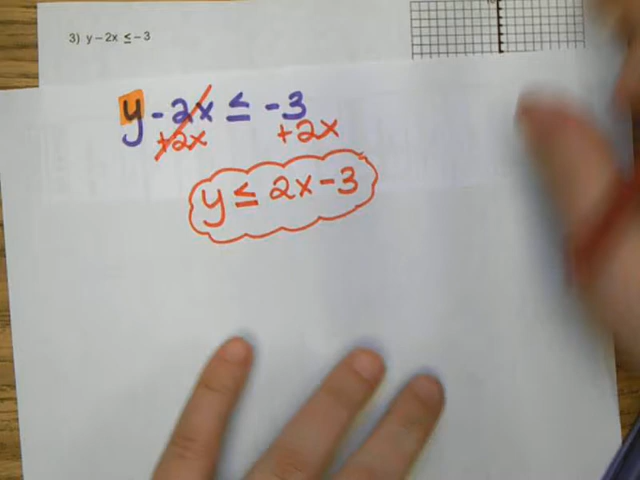 3) y – 2x ≤ – 3
y - 2x ≤ -3
+2x +2x
y ≤ 2x - 3